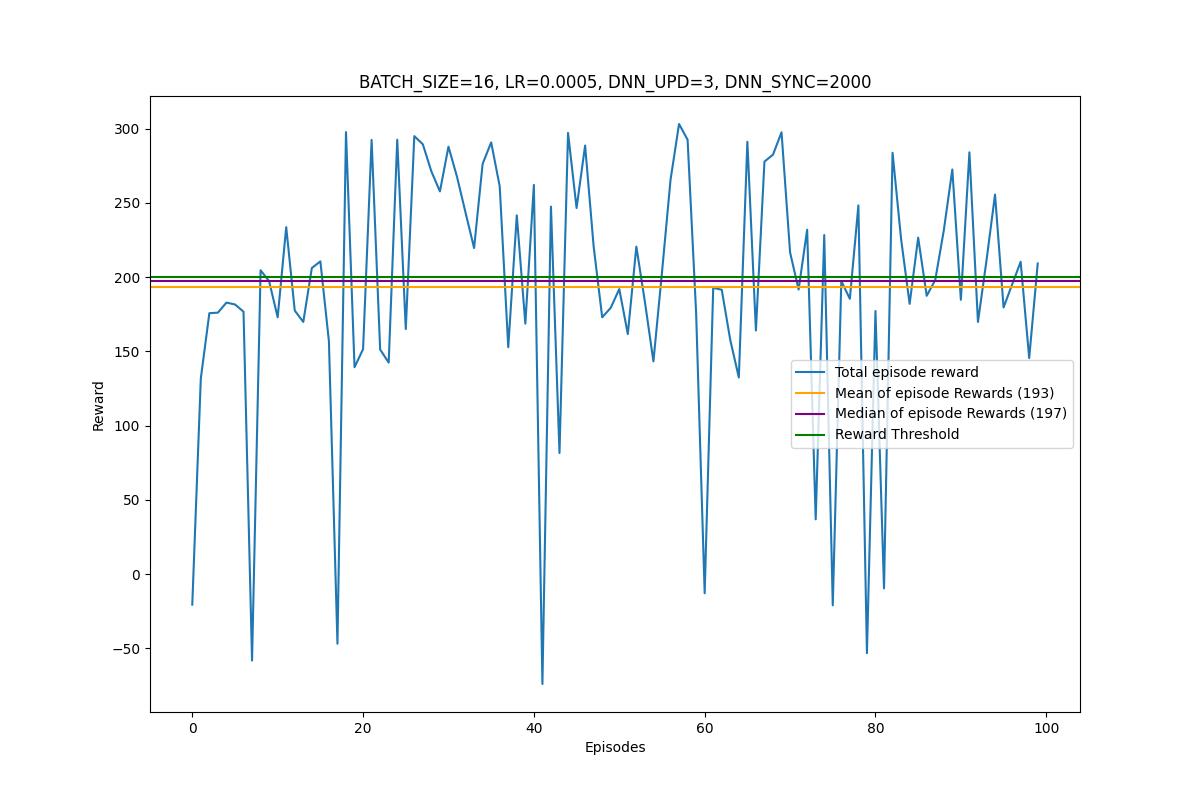 BATCH_SIZE=16, LR=0.0005, DNN_UPD=3, DNN_SYNC=2000
300
250
200
150
100
50
0
−50
Reward
Total episode reward
Mean of episode Rewards (193)
Median of episode Rewards (197)
Reward Threshold
0 20 40 60 80 100
Episodes